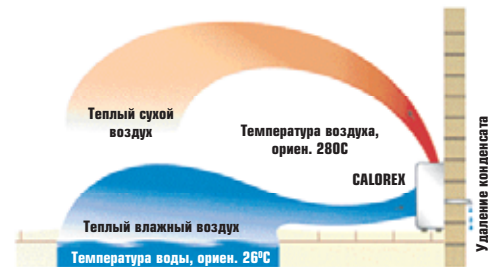 Теплый сухой
воздух
Температура воздуха,
ориен. 280С
CALOREX
Удаление конденсата
Теплый влажный воздух
Температура воды, ориен. 26⁰С